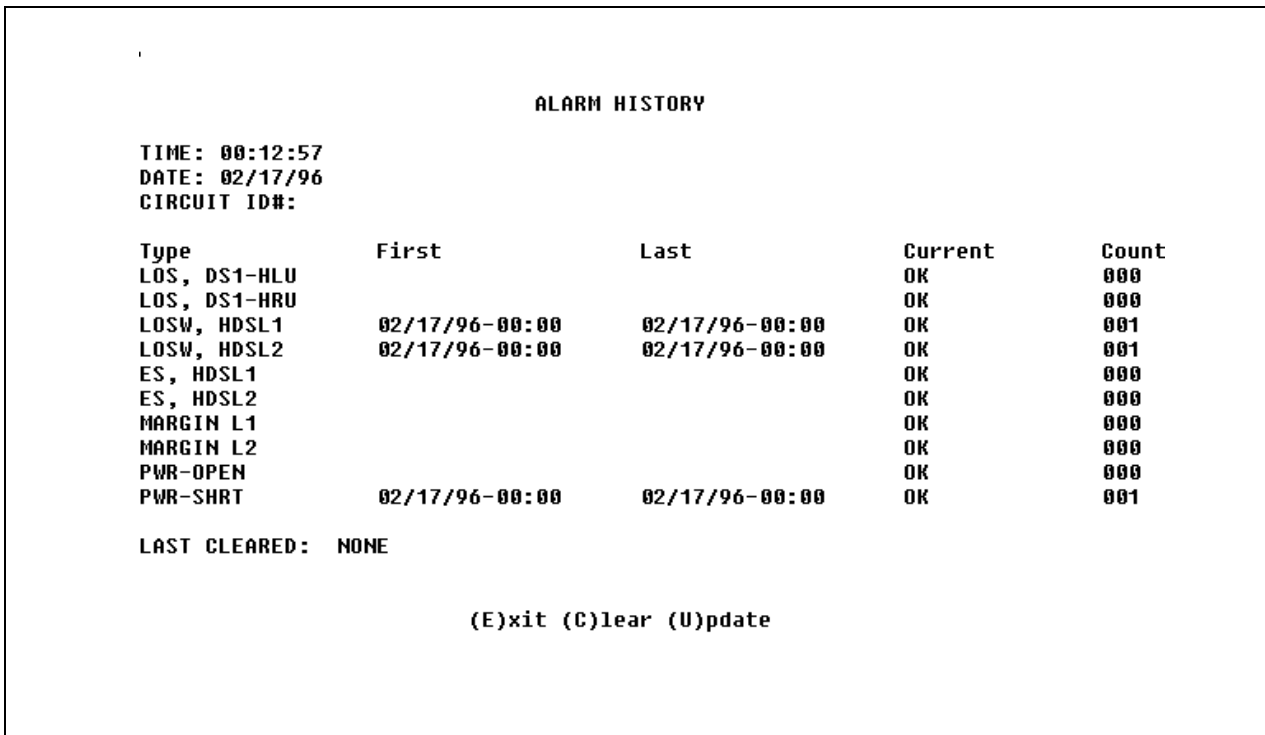 ALARM HISTORY
TIME: 00:12:57
DATE: 02/17/96
CIRCUIT ID#:
Type First Last Current Count
LOS, DS1-HLU OK 000
LOS, DS1-HRU OK 000
LOSW, HDSL1 02/17/96-00:00 02/17/96-00:00 OK 001
LOSW, HDSL2 02/17/96-00:00 02/17/96-00:00 OK 001
ES, HDSL1 OK 000
ES, HDSL2 OK 000
MARGIN L1 OK 000
MARGIN L2 OK 000
PWR-OPEN OK 000
PWR-SHRT 02/17/96-00:00 02/17/96-00:00 OK 001
LAST CLEARED: NONE
(E)xit (C)lear (U)pdate